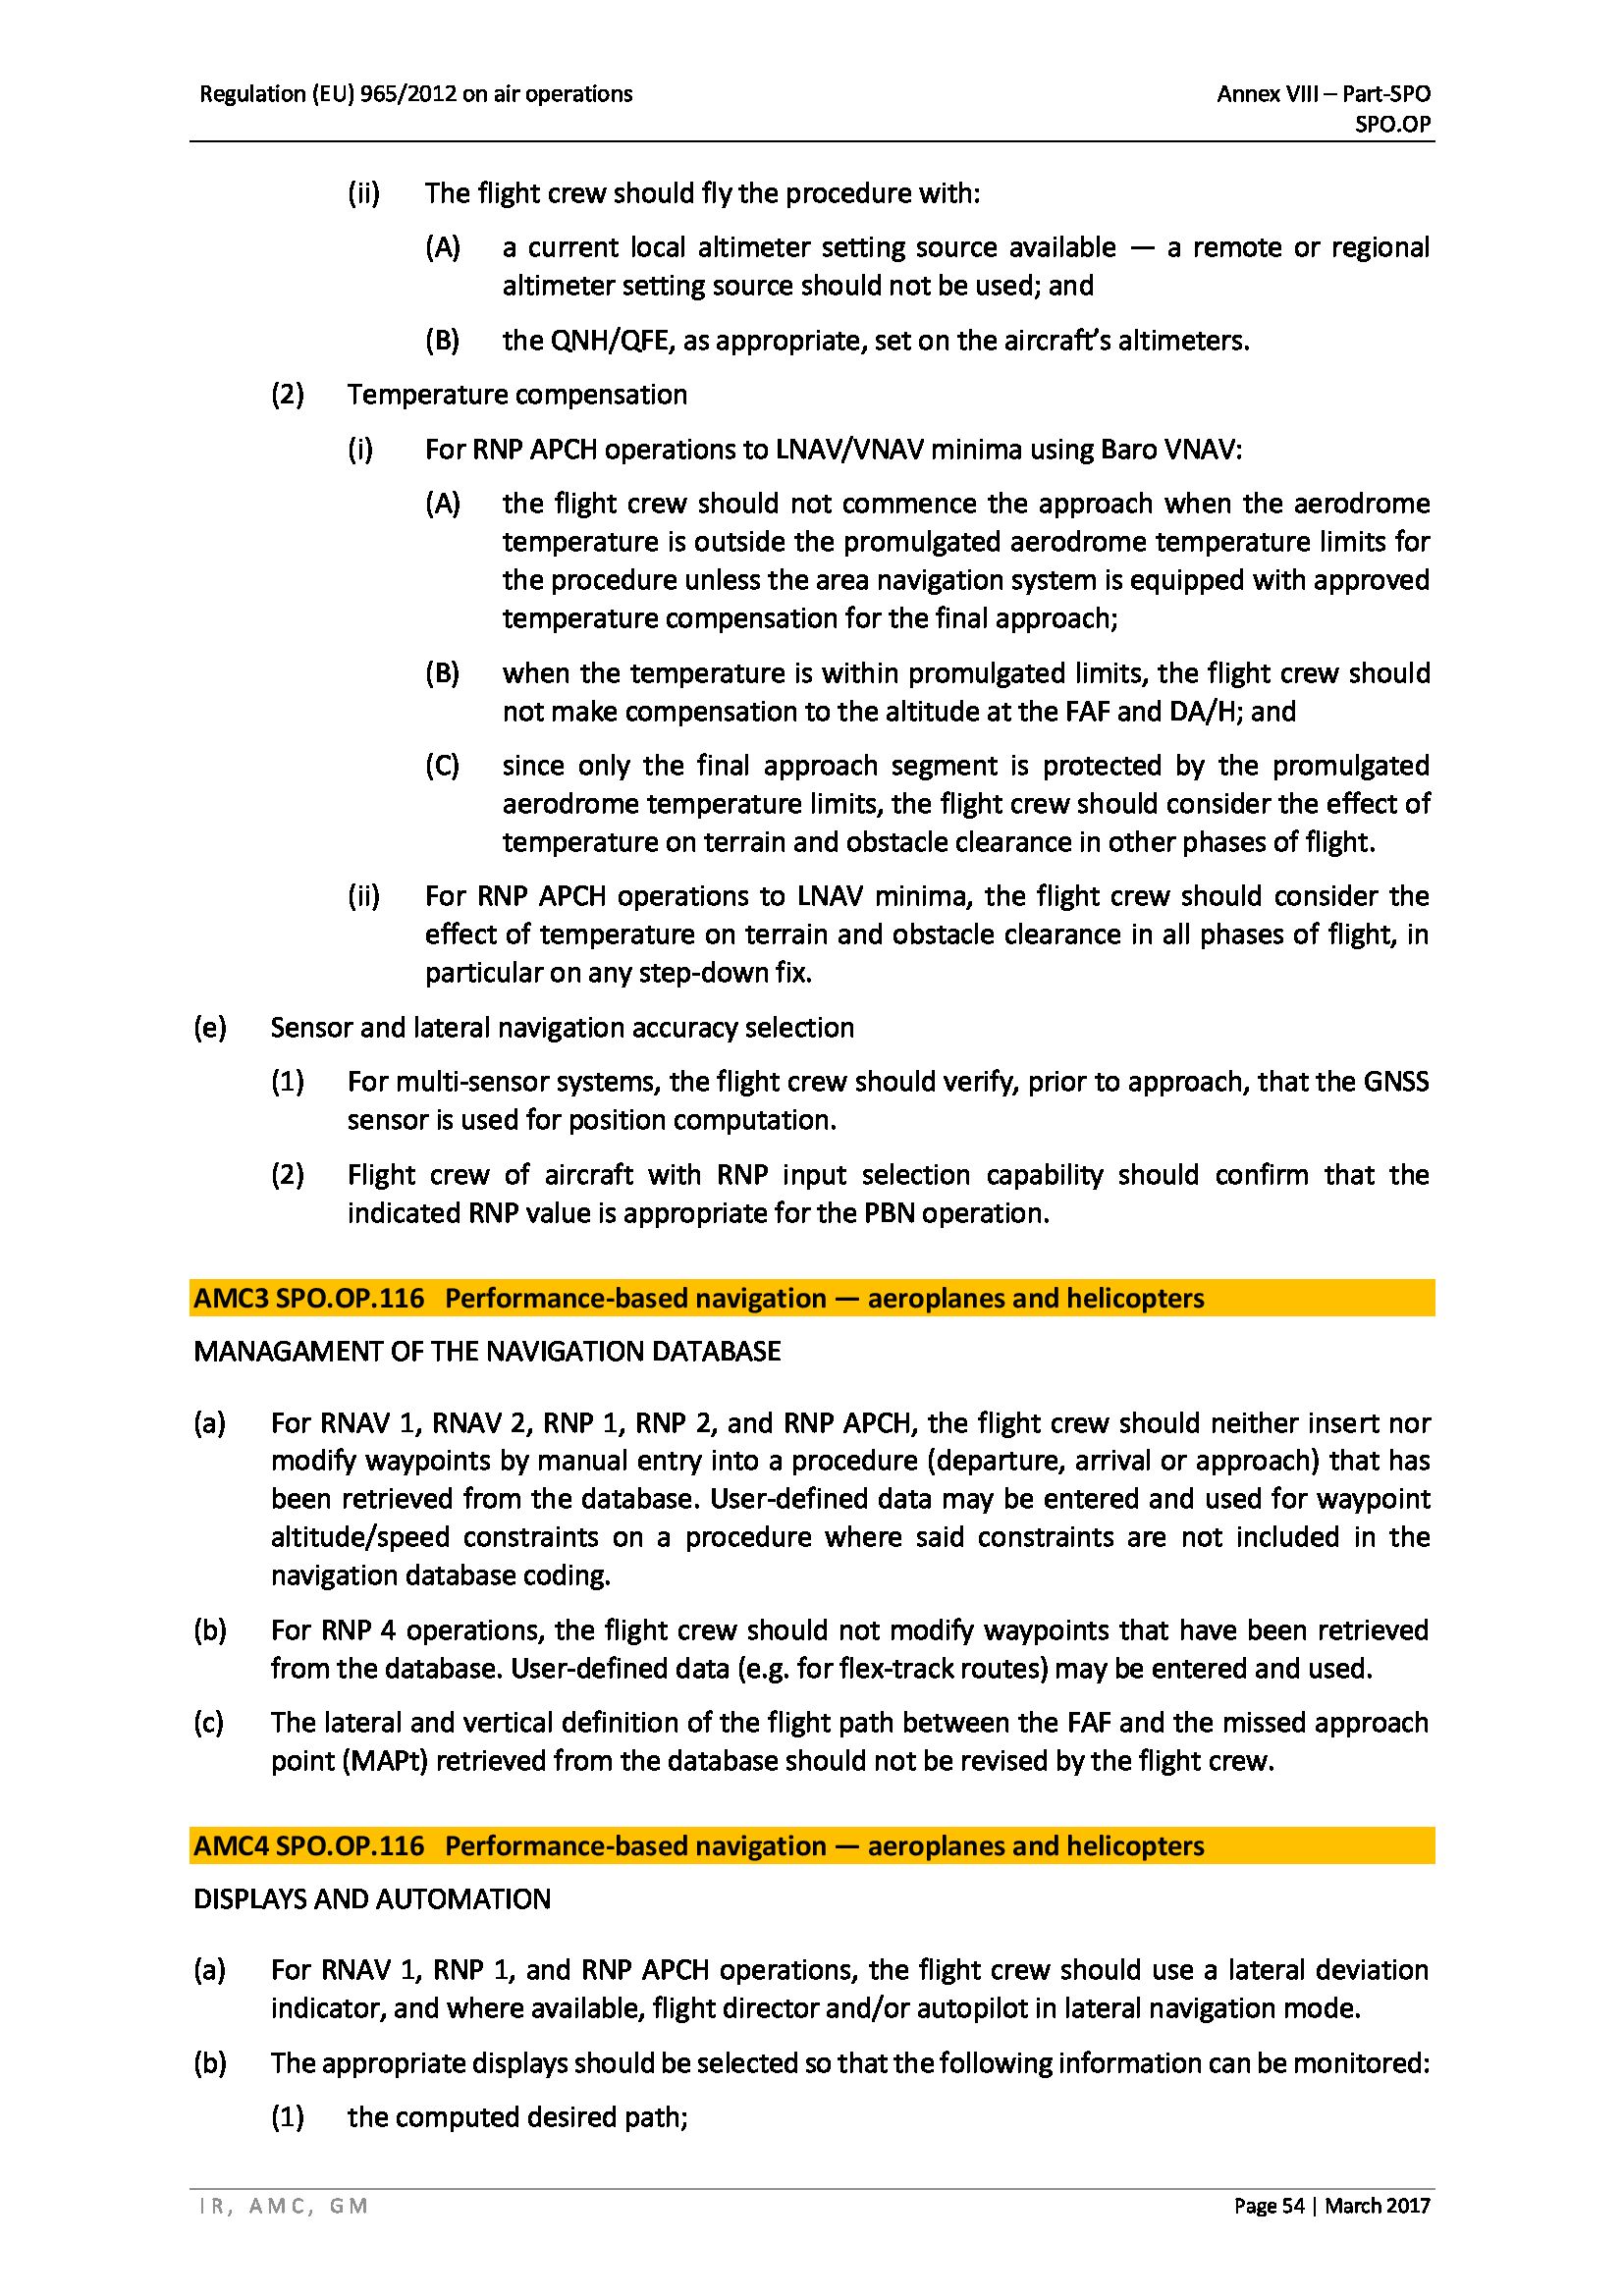 Regulation (EU) 965/2012 on air operations
Annex VIII – Part-SPO
SPO.OP
(ii) The flight crew should fly the procedure with:
(A) a current local altimeter setting source available — a remote or regional
altimeter setting source should not be used; and
(B) the QNH/QFE, as appropriate, set on the aircraft’s altimeters.
(2) Temperature compensation
(i) For RNP APCH operations to LNAV/VNAV minima using Baro VNAV:
(A) the flight crew should not commence the approach when the aerodrome
temperature is outside the promulgated aerodrome temperature limits for
the procedure unless the area navigation system is equipped with approved
temperature compensation for the final approach;
(B) when the temperature is within promulgated limits, the flight crew should
not make compensation to the altitude at the FAF and DA/H; and
(C) since only the final approach segment is protected by the promulgated
aerodrome temperature limits, the flight crew should consider the effect of
temperature on terrain and obstacle clearance in other phases of flight.
(ii) For RNP APCH operations to LNAV minima, the flight crew should consider the
effect of temperature on terrain and obstacle clearance in all phases of flight, in
particular on any step-down fix.
(e) Sensor and lateral navigation accuracy selection
(1) For multi-sensor systems, the flight crew should verify, prior to approach, that the GNSS
sensor is used for position computation.
(2) Flight crew of aircraft with RNP input selection capability should confirm that the
indicated RNP value is appropriate for the PBN operation.
AMC3 SPO.OP.116 Performance-based navigation — aeroplanes and helicopters
MANAGAMENT OF THE NAVIGATION DATABASE
(a) For RNAV 1, RNAV 2, RNP 1, RNP 2, and RNP APCH, the flight crew should neither insert nor
modify waypoints by manual entry into a procedure (departure, arrival or approach) that has
been retrieved from the database. User-defined data may be entered and used for waypoint
altitude/speed constraints on a procedure where said constraints are not included in the
navigation database coding.
(b) For RNP 4 operations, the flight crew should not modify waypoints that have been retrieved
from the database. User-defined data (e.g. for flex-track routes) may be entered and used.
(c) The lateral and vertical definition of the flight path between the FAF and the missed approach
point (MAPt) retrieved from the database should not be revised by the flight crew.
AMC4 SPO.OP.116 Performance-based navigation — aeroplanes and helicopters
DISPLAYS AND AUTOMATION
(a) For RNAV 1, RNP 1, and RNP APCH operations, the flight crew should use a lateral deviation
indicator, and where available, flight director and/or autopilot in lateral navigation mode.
(b) The appropriate displays should be selected so that the following information can be monitored:
(1) the computed desired path;
IR, AMC, GM
Page 54 | March 2017